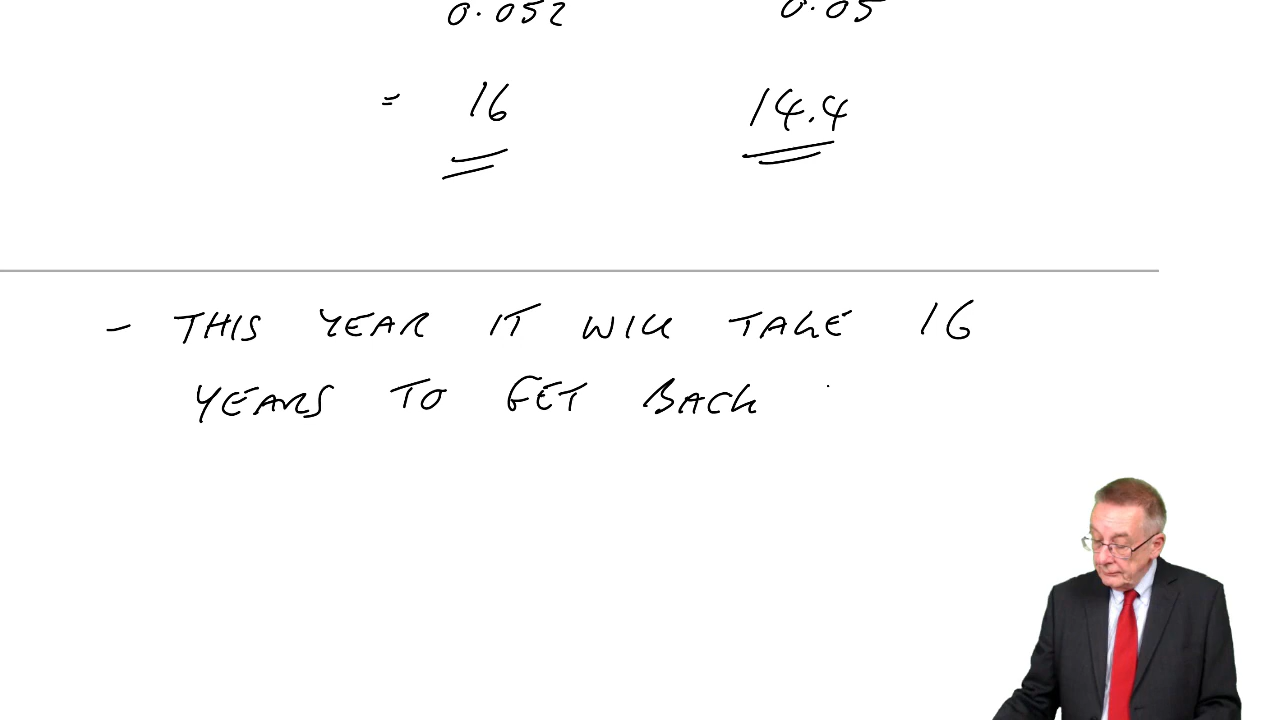 0.052 0.05
= 16 14.4
- THIS YEAR IT WILL TAKE 16
YEARS TO GET BACK